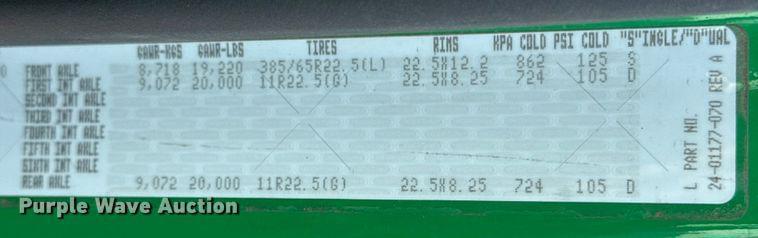 GAWR-KGS GAWR-LBS TIRES RIMS KPA COLD PSI COLD "S"INGLE/"D"UAL
FRONT AXLE 8,718 19,220 385/65R22.5(L) 22.5X12.2 862 125 S
FIRST INT AXLE 9,072 20,000 11R22.5(G) 22.5X8.25 724 105 D
SECOND INT AXLE
THIRD INT AXLE
FOURTH INT AXLE
FIFTH INT AXLE
SIXTH INT AXLE
REAR AXLE 9,072 20,000 11R22.5(G) 22.5X8.25 724 105 D
L PART NO.
24-01177-070 REV A
Purple Wave Auction